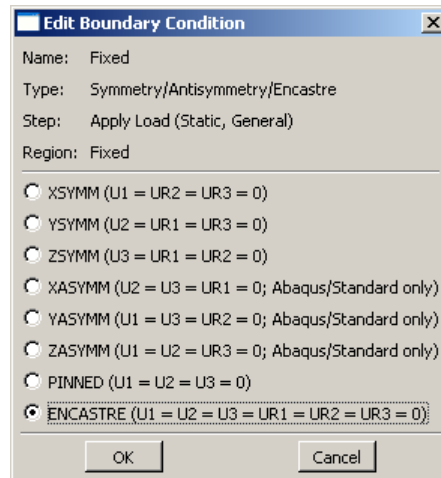 Edit Boundary Condition
Name: Fixed
Type: Symmetry/Antisymmetry/Encastre
Step: Apply Load (Static, General)
Region: Fixed
XSYMM (U1 = UR2 = UR3 = 0)
YSYMM (U2 = UR1 = UR3 = 0)
ZSYMM (U3 = UR1 = UR2 = 0)
XASYMM (U2 = U3 = UR1 = 0; Abaqus/Standard only)
YASYMM (U1 = U3 = UR2 = 0; Abaqus/Standard only)
ZASYMM (U1 = U2 = UR3 = 0; Abaqus/Standard only)
PINNED (U1 = U2 = U3 = 0)
ENCASTRE (U1 = U2 = U3 = UR1 = UR2 = UR3 = 0)
OK Cancel